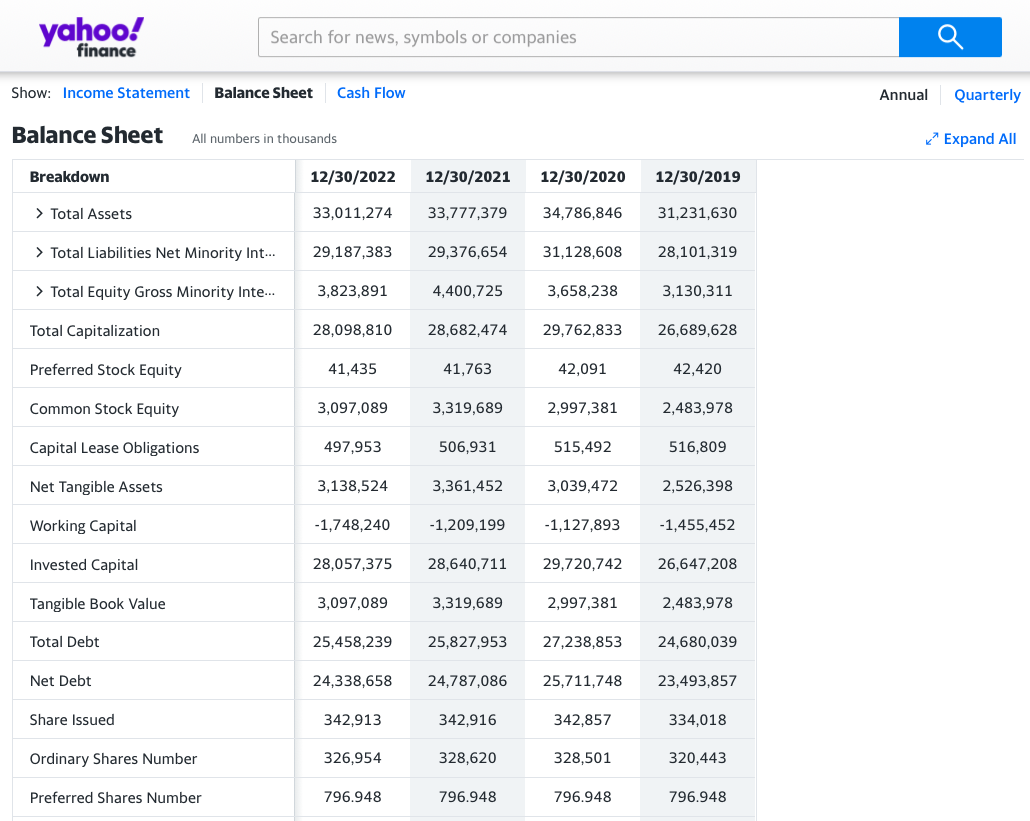 yahoo!
finance
Search for news, symbols or companies
Show: Income Statement Balance Sheet Cash Flow Annual Quarterly
Balance Sheet All numbers in thousands Expand All
Breakdown 12/30/2022 12/30/2021 12/30/2020 12/30/2019
Total Assets 33,011,274 33,777,379 34,786,846 31,231,630
Total Liabilities Net Minority Int... 29,187,383 29,376,654 31,128,608 28,101,319
Total Equity Gross Minority Inte... 3,823,891 4,400,725 3,658,238 3,130,311
Total Capitalization 28,098,810 28,682,474 29,762,833 26,689,628
Preferred Stock Equity 41,435 41,763 42,091 42,420
Common Stock Equity 3,097,089 3,319,689 2,997,381 2,483,978
Capital Lease Obligations 497,953 506,931 515,492 516,809
Net Tangible Assets 3,138,524 3,361,452 3,039,472 2,526,398
Working Capital -1,748,240 -1,209,199 -1,127,893 -1,455,452
Invested Capital 28,057,375 28,640,711 29,720,742 26,647,208
Tangible Book Value 3,097,089 3,319,689 2,997,381 2,483,978
Total Debt 25,458,239 25,827,953 27,238,853 24,680,039
Net Debt 24,338,658 24,787,086 25,711,748 23,493,857
Share Issued 342,913 342,916 342,857 334,018
Ordinary Shares Number 326,954 328,620 328,501 320,443
Preferred Shares Number 796.948 796.948 796.948 796.948